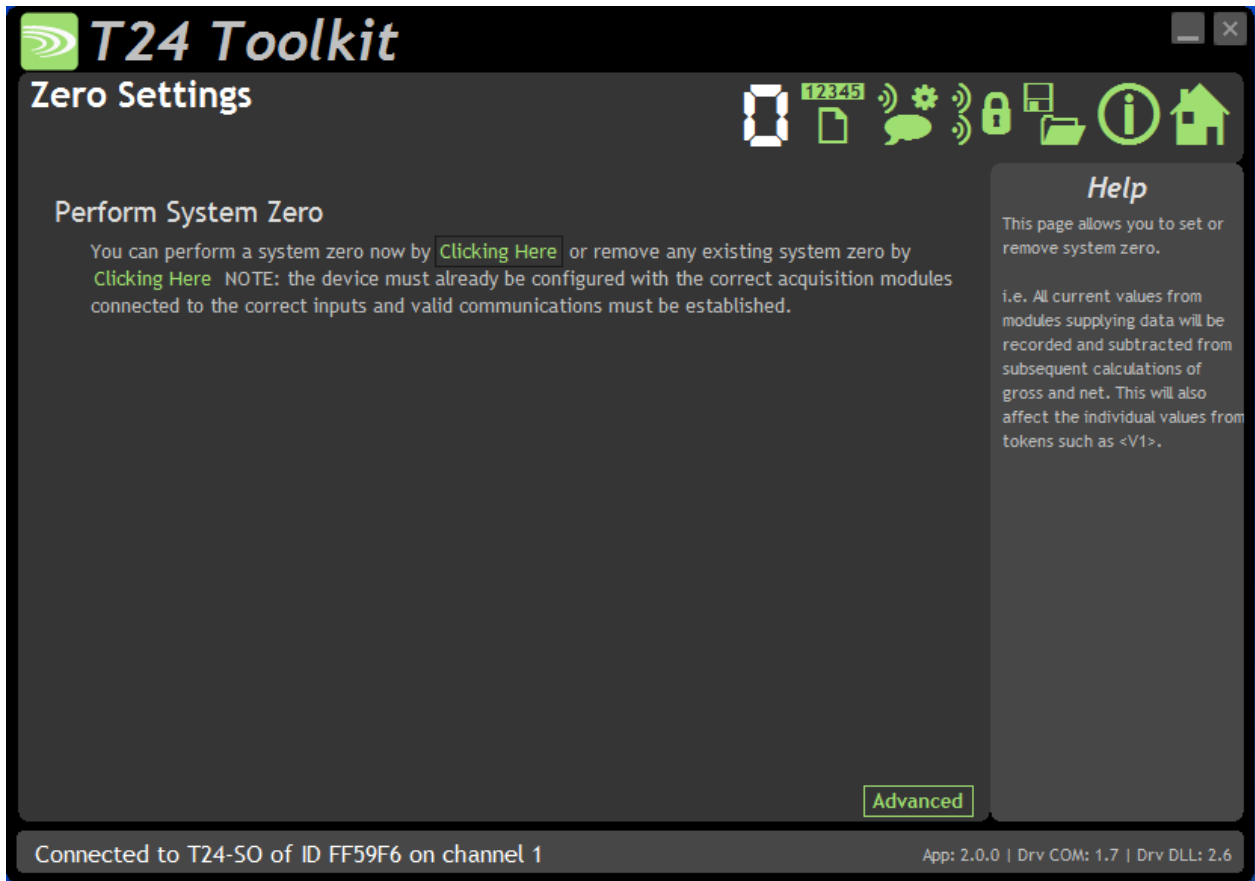 T24 Toolkit
Zero Settings
0
12345
Perform System Zero
You can perform a system zero now by Clicking Here or remove any existing system zero by
Clicking Here NOTE: the device must already be configured with the correct acquisition modules
connected to the correct inputs and valid communications must be established.
Advanced
Help
This page allows you to set or
remove system zero.
i.e. All current values from
modules supplying data will be
recorded and subtracted from
subsequent calculations of
gross and net. This will also
affect the individual values from
tokens such as <V1>.
Connected to T24-SO of ID FF59F6 on channel 1
App: 2.0.0 | Drv COM: 1.7 | Drv DLL: 2.6